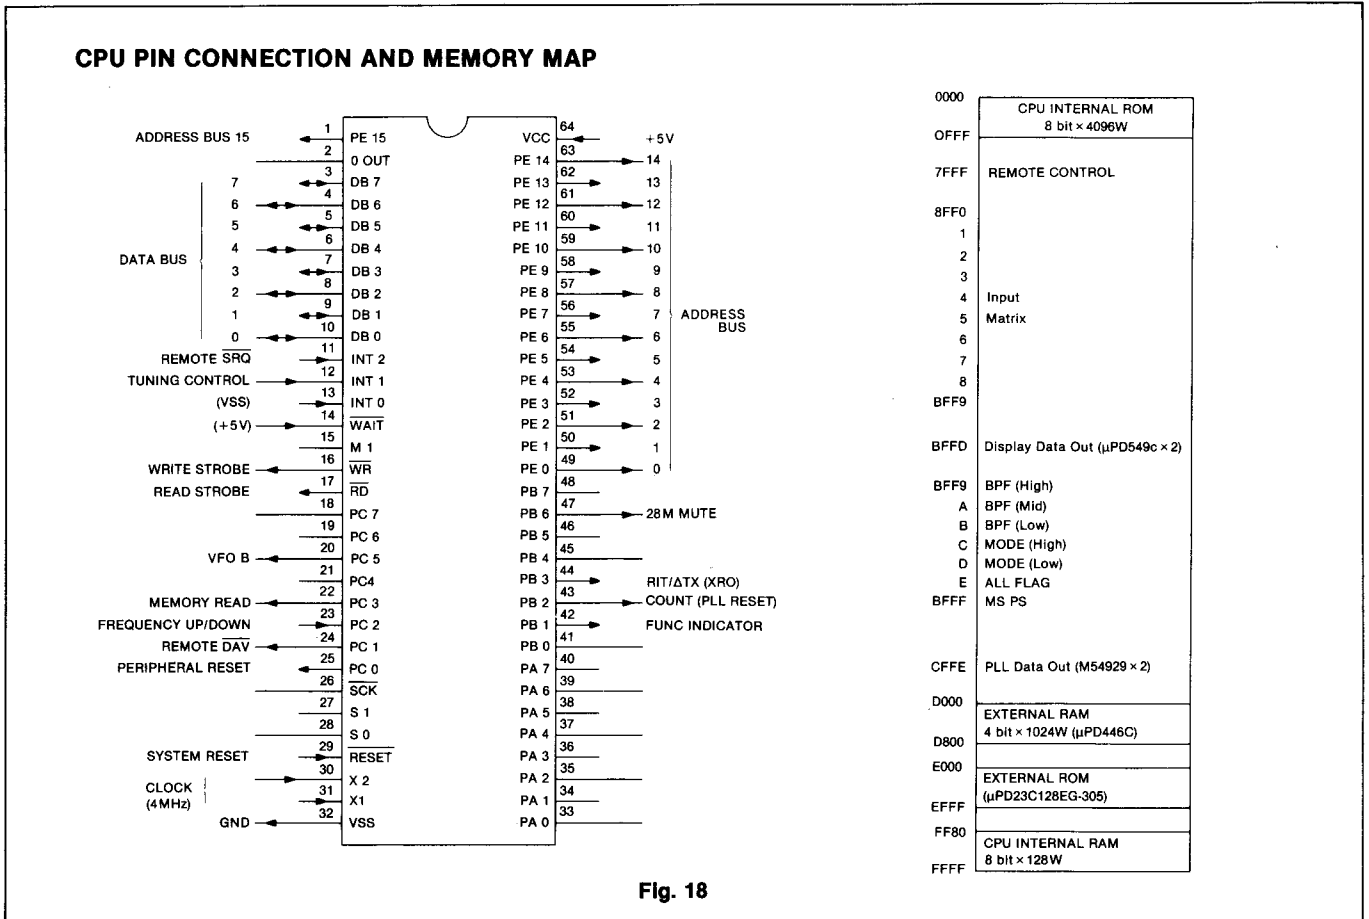 CPU PIN CONNECTION AND MEMORY MAP
ADDRESS BUS 15 1 PE 15
2 0 OUT
7 3 DB 7
6 4 DB 6
5 5 DB 5
4 6 DB 4
3 7 DB 3
2 8 DB 2
1 9 DB 1
0 10 DB 0
DATA BUS
REMOTE SRQ 11 INT 2
TUNING CONTROL 12 INT 1
(VSS) 13 INT 0
(+5V) 14 WAIT
15 M 1
WRITE STROBE 16 WR
READ STROBE 17 RD
18 PC 7
19 PC 6
VFO B 20 PC 5
21 PC4
MEMORY READ 22 PC 3
FREQUENCY UP/DOWN 23 PC 2
REMOTE DAV 24 PC 1
PERIPHERAL RESET 25 PC 0
26 SCK
27 S 1
28 S 0
SYSTEM RESET 29 RESET
30 X 2
31 X1
CLOCK
(4MHz)
GND 32 VSS
VCC 64 +5V
PE 14 63 14
PE 13 62 13
PE 12 61 12
PE 11 60 11
PE 10 59 10
PE 9 58 9
PE 8 57 8
PE 7 56 7
PE 6 55 6
PE 5 54 5
PE 4 53 4
PE 3 52 3
PE 2 51 2
PE 1 50 1
PE 0 49 0
ADDRESS
BUS
PB 7 48
PB 6 47 28M MUTE
PB 5 46
PB 4 45
PB 3 44 RIT/ΔTX (XRO)
PB 2 43 COUNT (PLL RESET)
PB 1 42 FUNC INDICATOR
PB 0 41
PA 7 40
PA 6 39
PA 5 38
PA 4 37
PA 3 36
PA 2 35
PA 1 34
PA 0 33
0000
CPU INTERNAL ROM
8 bit × 4096W
OFFF
7FFF REMOTE CONTROL
8FF0
1
2
3
4 Input
5 Matrix
6
7
8
BFF9
BFFD Display Data Out (μPD549c × 2)
BFF9 BPF (High)
A BPF (Mid)
B BPF (Low)
C MODE (High)
D MODE (Low)
E ALL FLAG
BFFF MS PS
CFFE PLL Data Out (M54929 × 2)
D000
EXTERNAL RAM
4 bit × 1024W (μPD446C)
D800
E000
EXTERNAL ROM
(μPD23C128EG-305)
EFFF
FF80
CPU INTERNAL RAM
8 bit × 128W
FFFF
Fig. 18